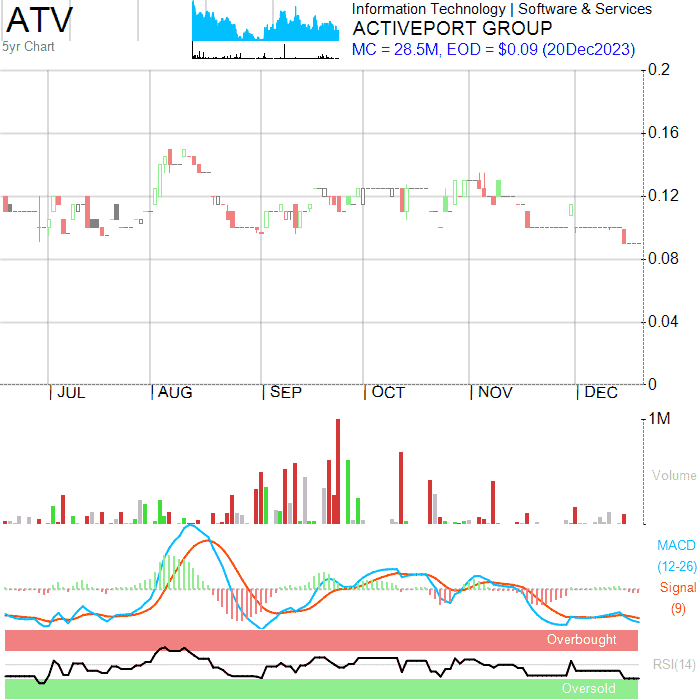 ATV
5yr Chart
Information Technology | Software & Services
ACTIVEPORT GROUP
MC = 28.5M, EOD = $0.09 (20Dec2023)
0.2
0.16
0.12
0.08
0.04
0
| JUL | AUG | SEP | OCT | NOV | DEC
1M
Volume
MACD
(12-26)
Signal
(9)
Overbought
RSI(14)
Oversold